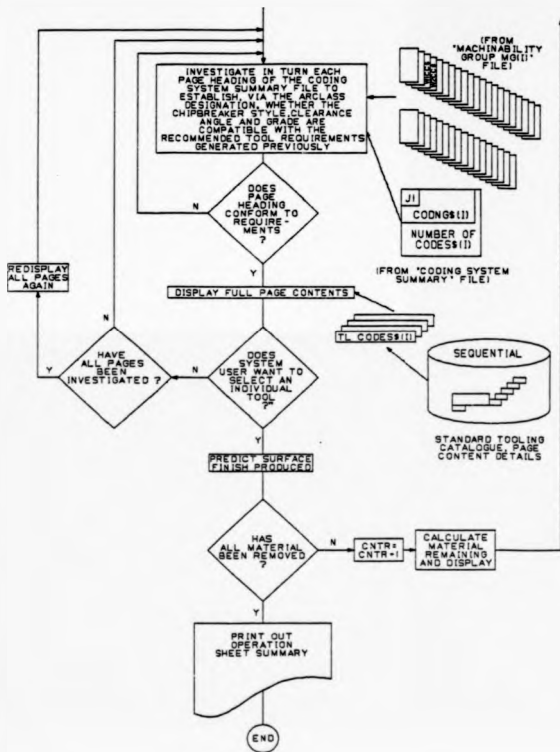 INVESTIGATE IN TURN EACH
PAGE HEADING OF THE CODING
SYSTEM SUMMARY FILE TO
ESTABLISH, VIA THE ARCLASS
DESIGNATION, WHETHER THE
CHIPBREAKER STYLE,CLEARANCE
ANGLE AND GRADE ARE
COMPATIBLE WITH THE
RECOMMENDED TOOL REQUIREMENTS
GENERATED PREVIOUSLY
(FROM
"MACHINABILITY
GROUP MG(I)"
FILE)
DOES
PAGE
HEADING
CONFORM TO
REQUIRE-
MENTS
?
N
Y
J1
CODNG$(I)
NUMBER OF
CODES$(I)
(FROM "CODING SYSTEM
SUMMARY" FILE)
REDISPLAY
ALL PAGES
AGAIN
DISPLAY FULL PAGE CONTENTS
TL CODES$(I)
SEQUENTIAL
STANDARD TOOLING
CATALOGUE, PAGE
CONTENT DETAILS
N
Y
HAVE
ALL PAGES
BEEN
INVESTIGATED ?
N
DOES
SYSTEM
USER WANT TO
SELECT AN
INDIVIDUAL
TOOL
?
Y
Y
PREDICT SURFACE
FINISH PRODUCED
HAS
ALL MATERIAL
BEEN REMOVED
?
N
CNTR=
CNTR+1
CALCULATE
MATERIAL
REMAINING
AND DISPLAY
Y
PRINT OUT
OPERATION
SHEET SUMMARY
END